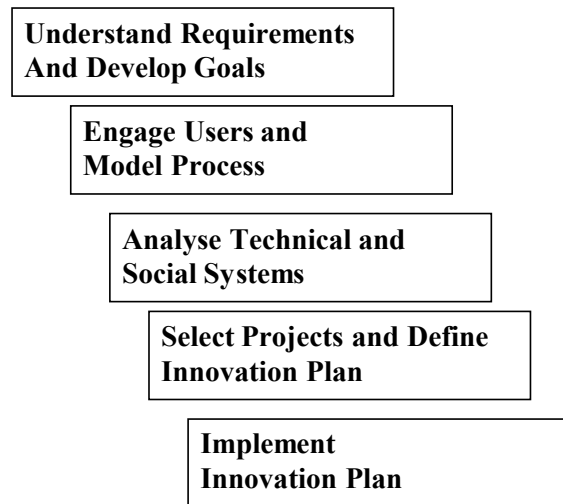 Understand Requirements
And Develop Goals
Engage Users and
Model Process
Analyse Technical and
Social Systems
Select Projects and Define
Innovation Plan
Implement
Innovation Plan